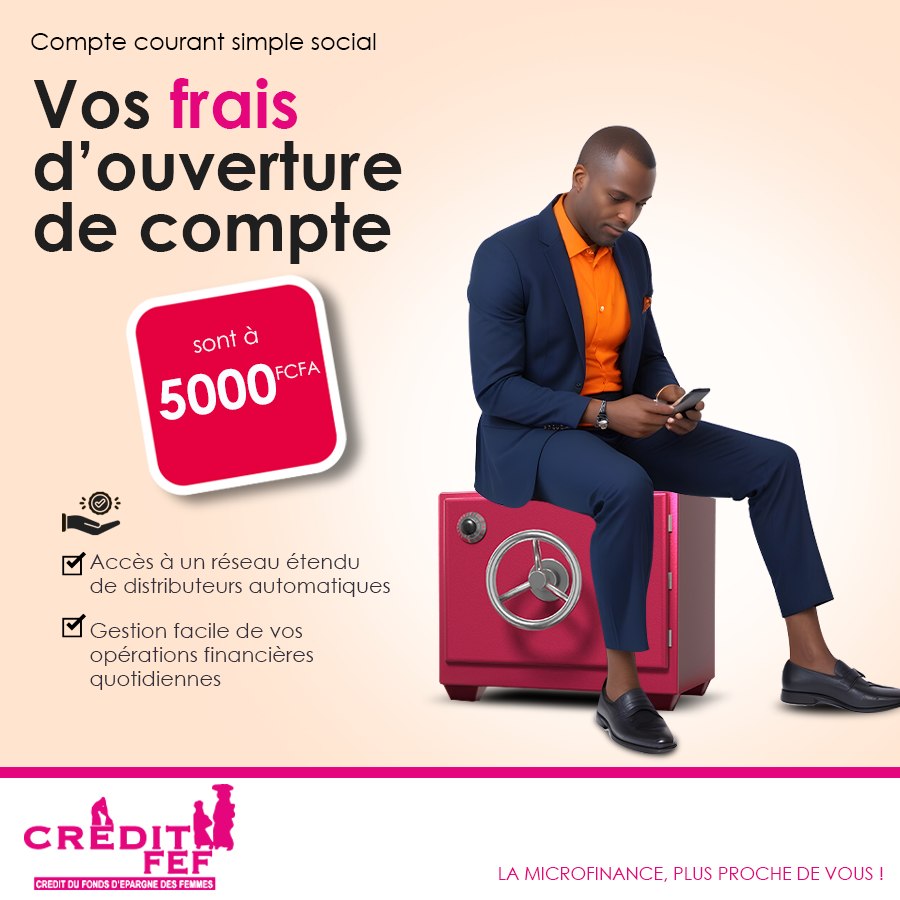 Compte courant simple social
Vos frais
d’ouverture
de compte
sont à
5000FCFA
Accès à un réseau étendu
de distributeurs automatiques
Gestion facile de vos
opérations financières
quotidiennes
CRÉDIT
FEF
CREDIT DU FONDS D'EPARGNE DES FEMMES
LA MICROFINANCE, PLUS PROCHE DE VOUS !